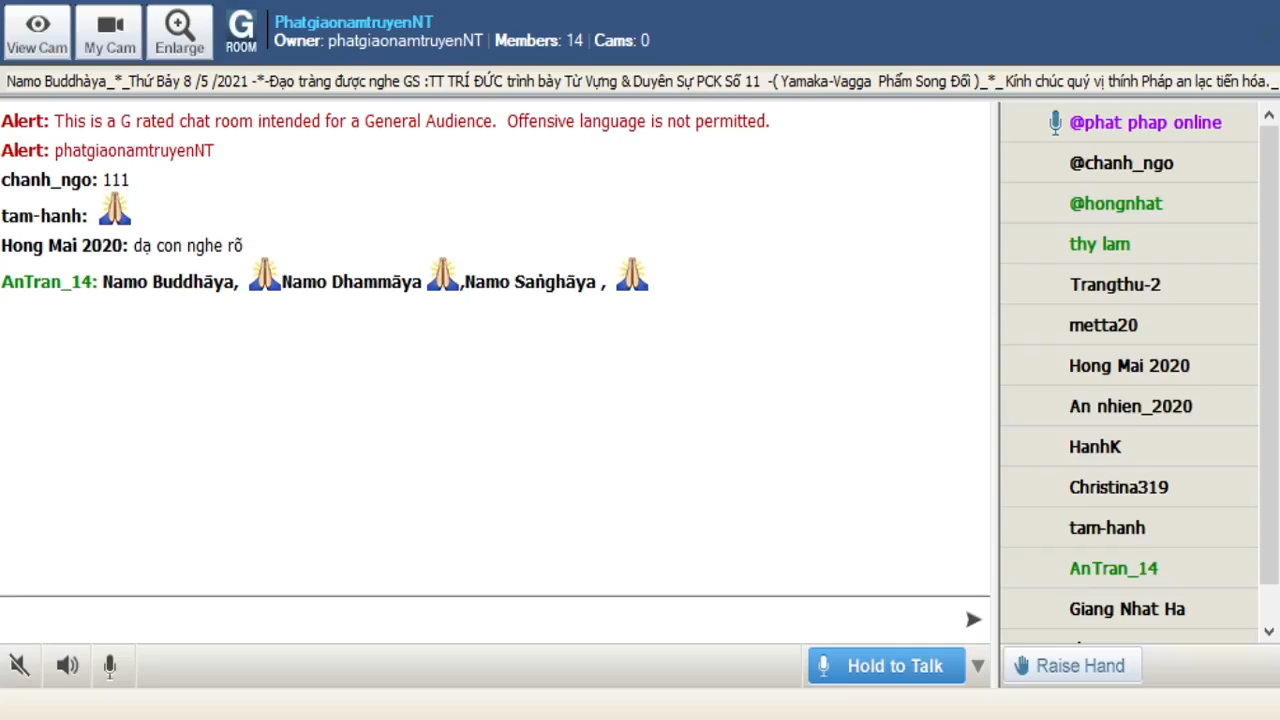 View Cam
My Cam
Enlarge
G
ROOM
PhatgiaonamtruyenNT
Owner: phatgiaonamtruyenNT | Members: 14 | Cams: 0
Namo Buddhàya_*_Thứ Bảy 8 /5 /2021 -*-Đạo tràng được nghe GS :TT TRÍ ĐỨC trình bày Từ Vựng & Duyên Sự PCK Số 11 -( Yamaka-Vagga Phẩm Song Đối )_*_Kính chúc quý vị thính Pháp an lạc tiến hóa._
Alert: This is a G rated chat room intended for a General Audience. Offensive language is not permitted.
Alert: phatgiaonamtruyenNT
chanh_ngo: 111
tam-hanh:
Hong Mai 2020: dạ con nghe rõ
AnTran_14: Namo Buddhāya, Namo Dhammāya ,Namo Saṅghāya ,
@phat phap online
@chanh_ngo
@hongnhat
thy lam
Trangthu-2
metta20
Hong Mai 2020
An nhien_2020
HanhK
Christina319
tam-hanh
AnTran_14
Giang Nhat Ha
Hold to Talk
Raise Hand